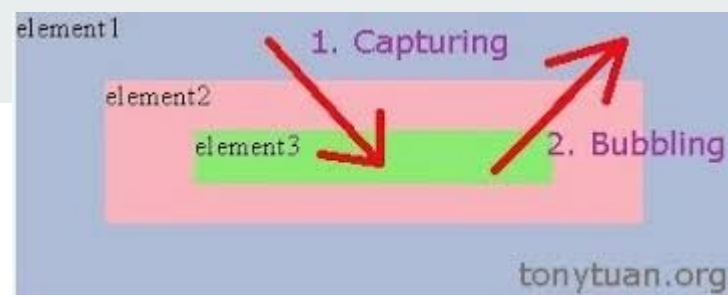 element1
1. Capturing
element2
element3
2. Bubbling
tonytuan.org